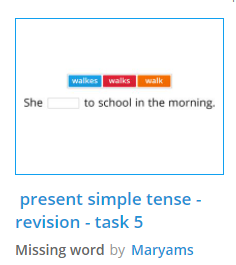 walkes walks walk
She to school in the morning.
present simple tense -
revision - task 5
Missing word by Maryams